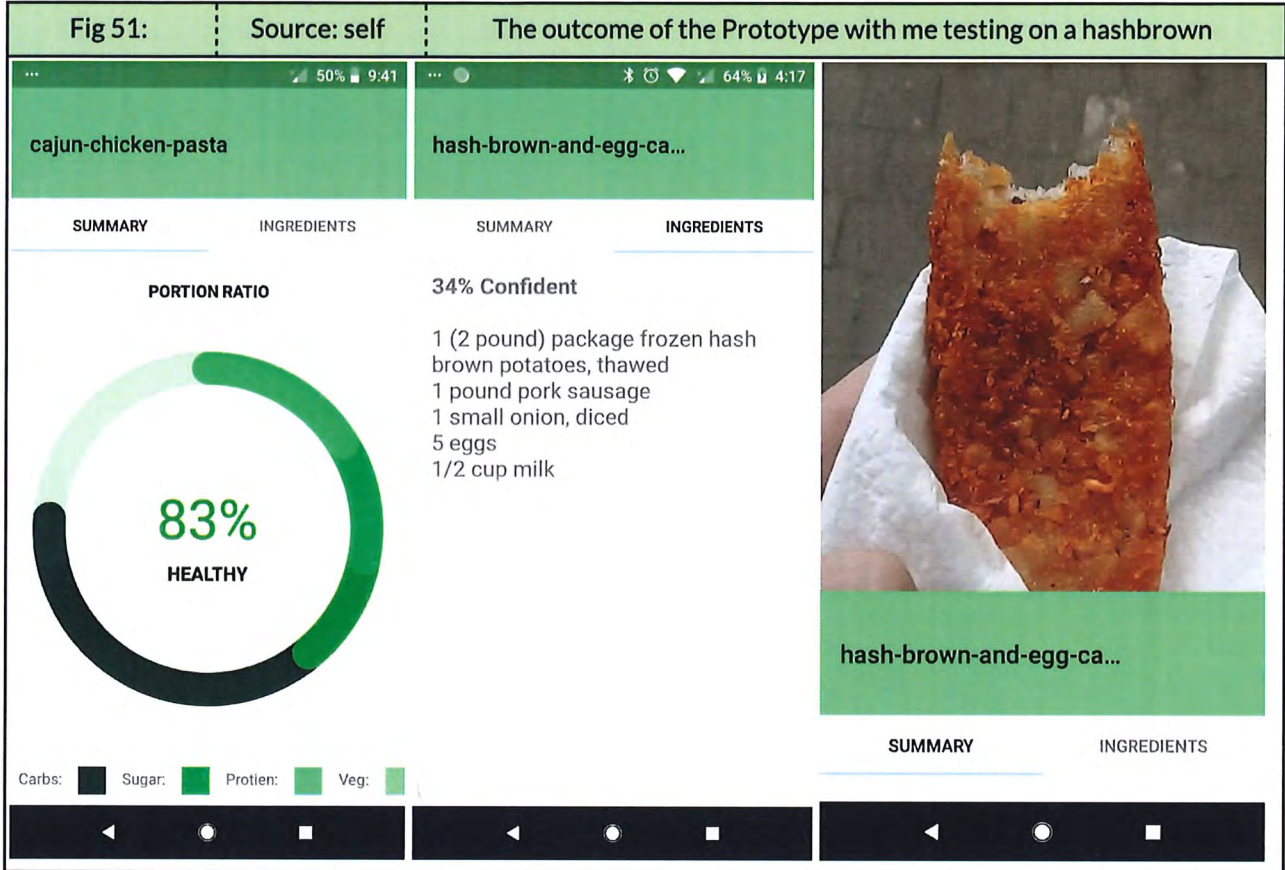 Fig 51: Source: self The outcome of the Prototype with me testing on a hashbrown
... 50% 9:41
cajun-chicken-pasta
SUMMARY INGREDIENTS
PORTION RATIO
83%
HEALTHY
Carbs: Sugar: Protien: Veg:
... 64% 4:17
hash-brown-and-egg-ca...
SUMMARY INGREDIENTS
34% Confident
1 (2 pound) package frozen hash
brown potatoes, thawed
1 pound pork sausage
1 small onion, diced
5 eggs
1/2 cup milk
hash-brown-and-egg-ca...
SUMMARY INGREDIENTS